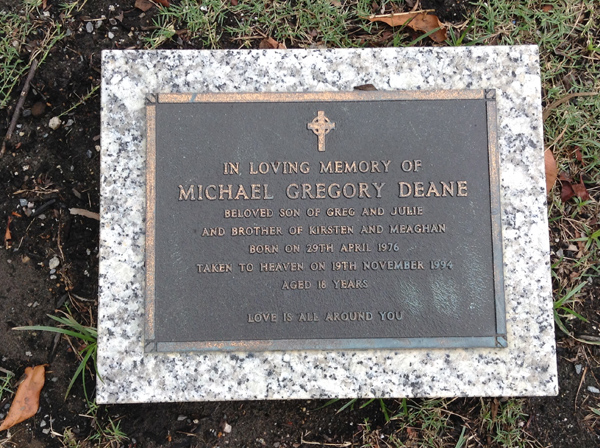 IN LOVING MEMORY OF
MICHAEL GREGORY DEANE
BELOVED SON OF GREG AND JULIE
AND BROTHER OF KIRSTEN AND MEAGHAN
BORN ON 29TH APRIL 1976
TAKEN TO HEAVEN ON 19TH NOVEMBER 1994
AGED 18 YEARS
LOVE IS ALL AROUND YOU